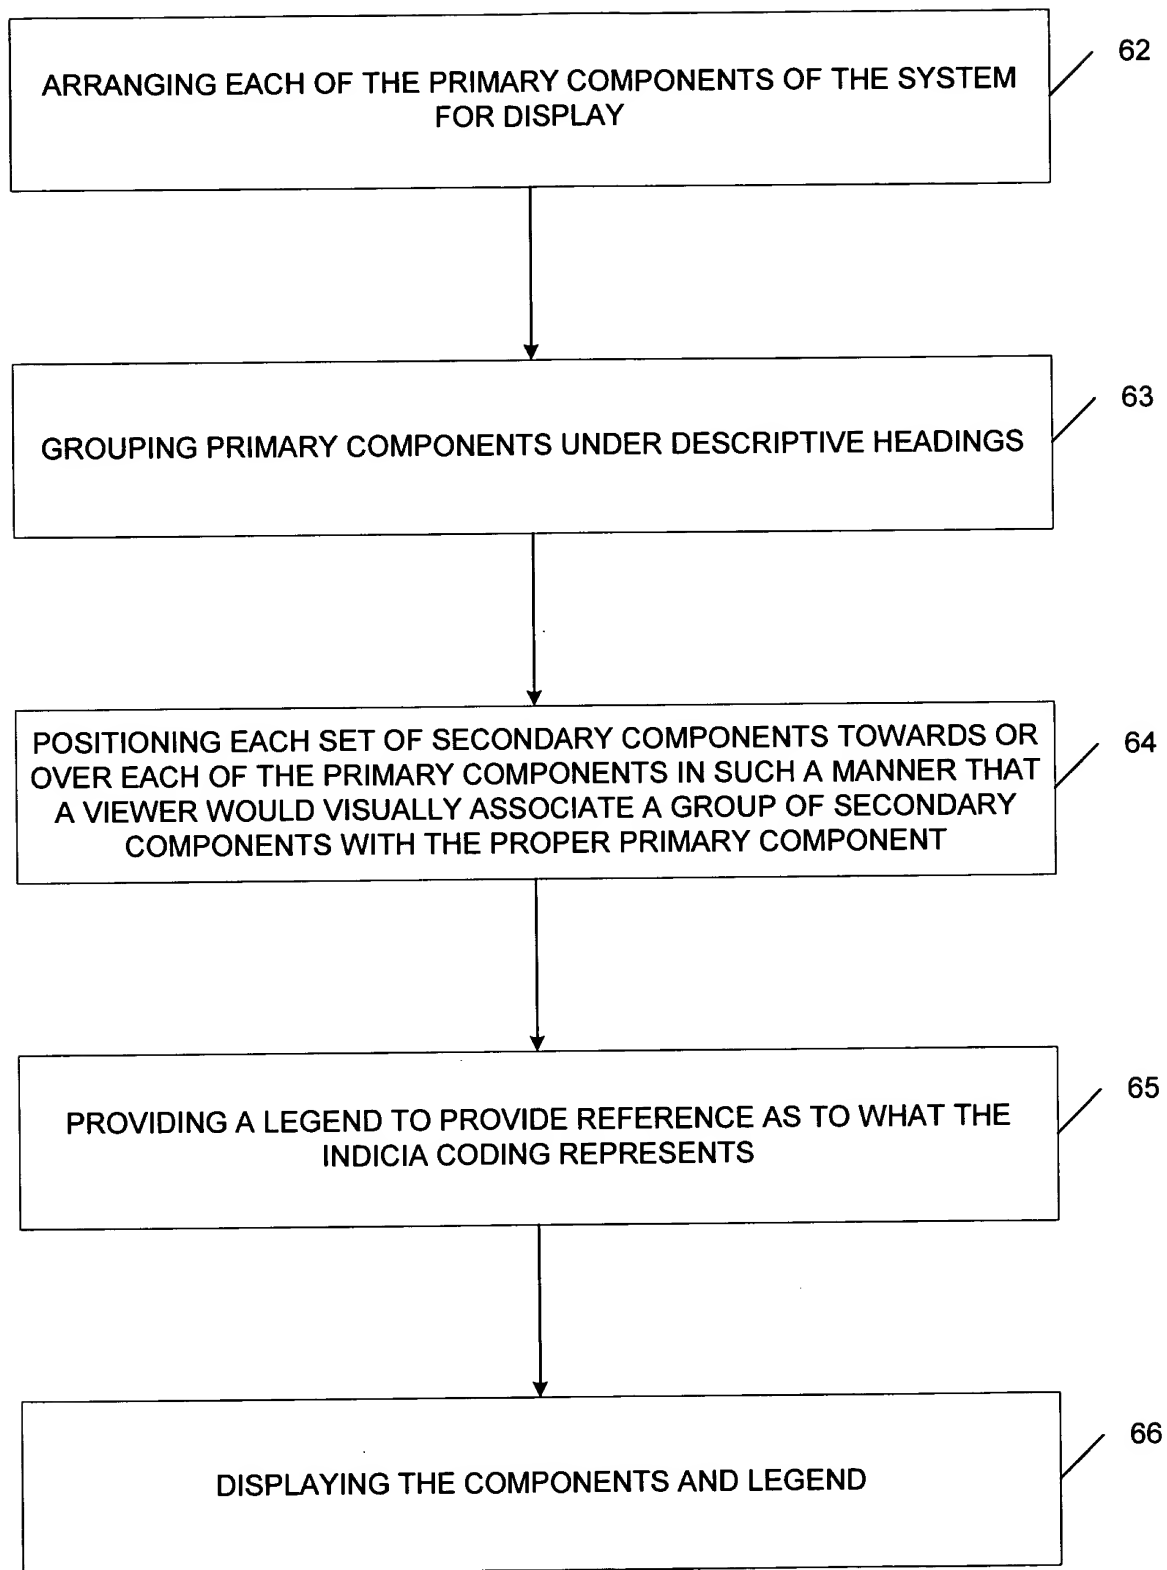 ARRANGING EACH OF THE PRIMARY COMPONENTS OF THE SYSTEM
FOR DISPLAY
62
GROUPING PRIMARY COMPONENTS UNDER DESCRIPTIVE HEADINGS
63
POSITIONING EACH SET OF SECONDARY COMPONENTS TOWARDS OR
OVER EACH OF THE PRIMARY COMPONENTS IN SUCH A MANNER THAT
A VIEWER WOULD VISUALLY ASSOCIATE A GROUP OF SECONDARY
COMPONENTS WITH THE PROPER PRIMARY COMPONENT
64
PROVIDING A LEGEND TO PROVIDE REFERENCE AS TO WHAT THE
INDICIA CODING REPRESENTS
65
DISPLAYING THE COMPONENTS AND LEGEND
66